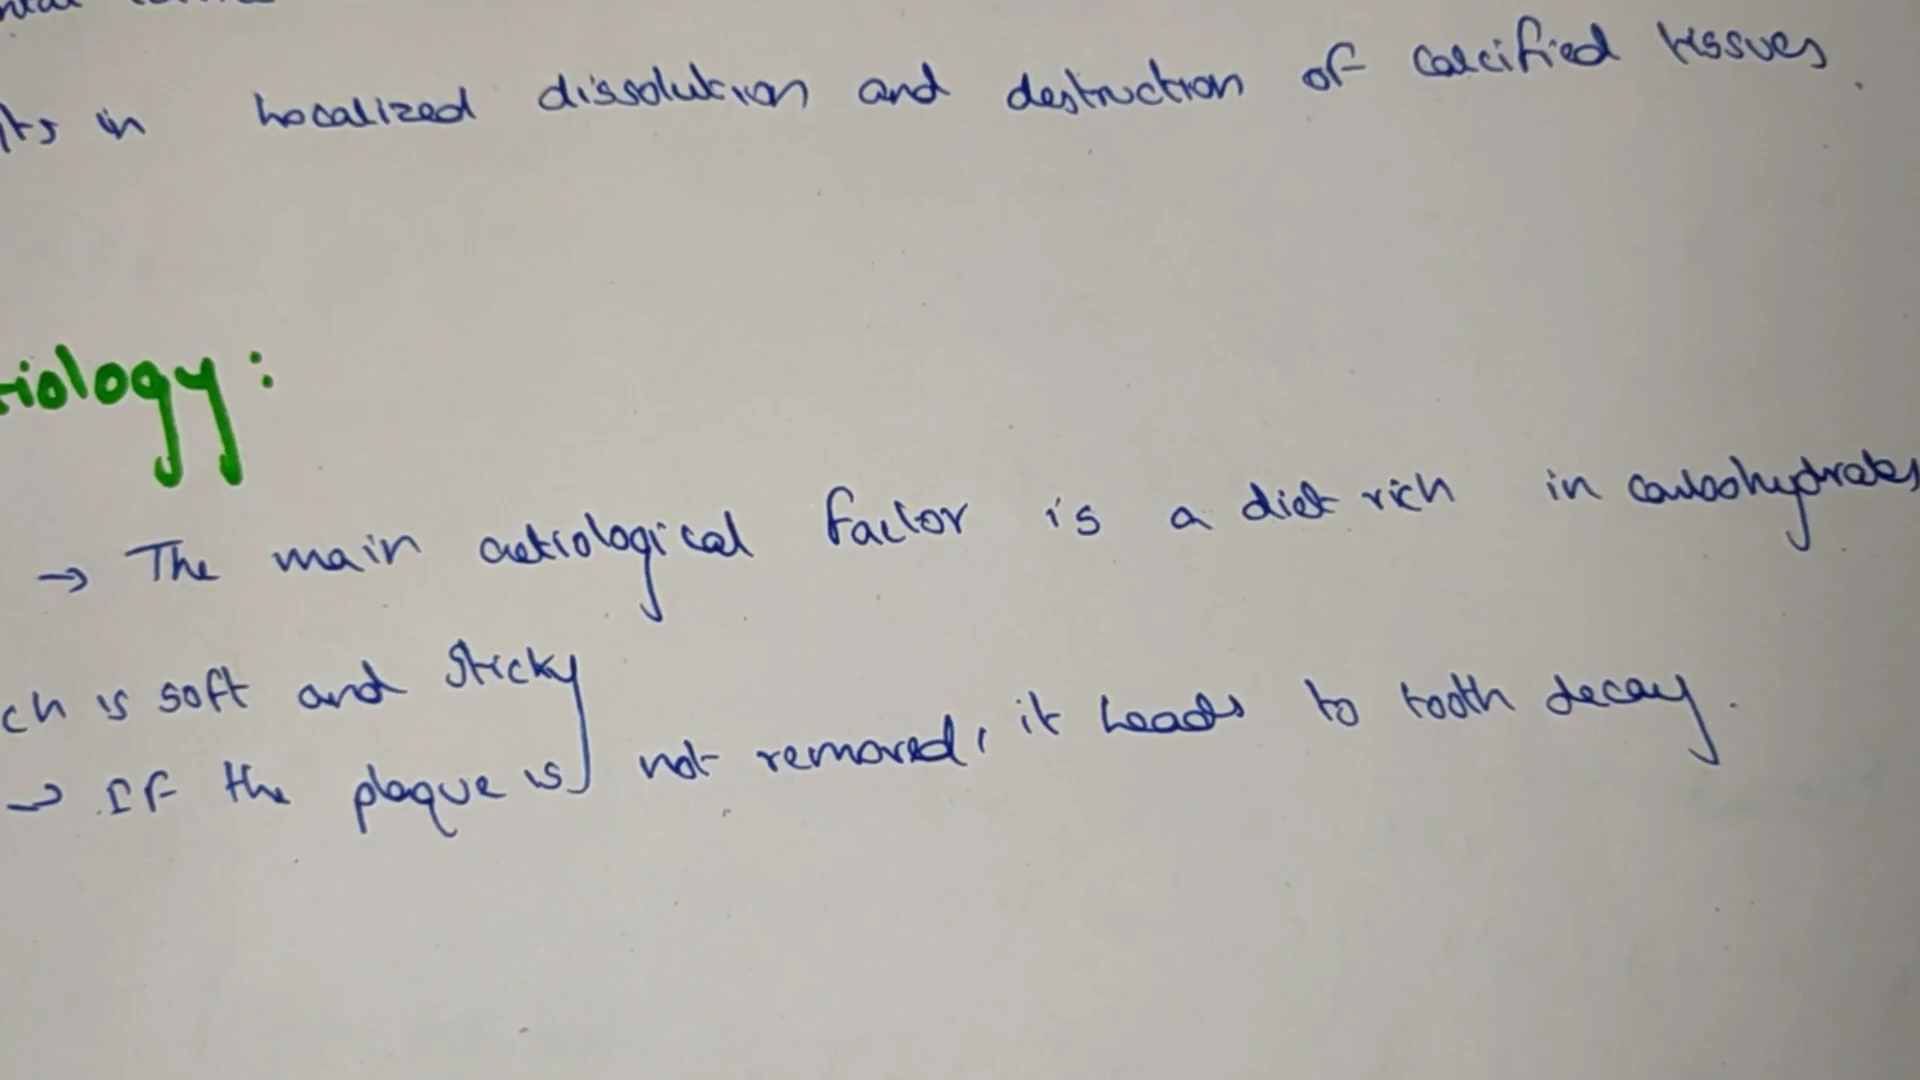 in localized dissolution and destruction of calcified tissues.
iology:
→ The main aetiological factor is a diet rich in carbohydrates
ch is soft and sticky
→ If the plaque is not removed, it leads to tooth decay.